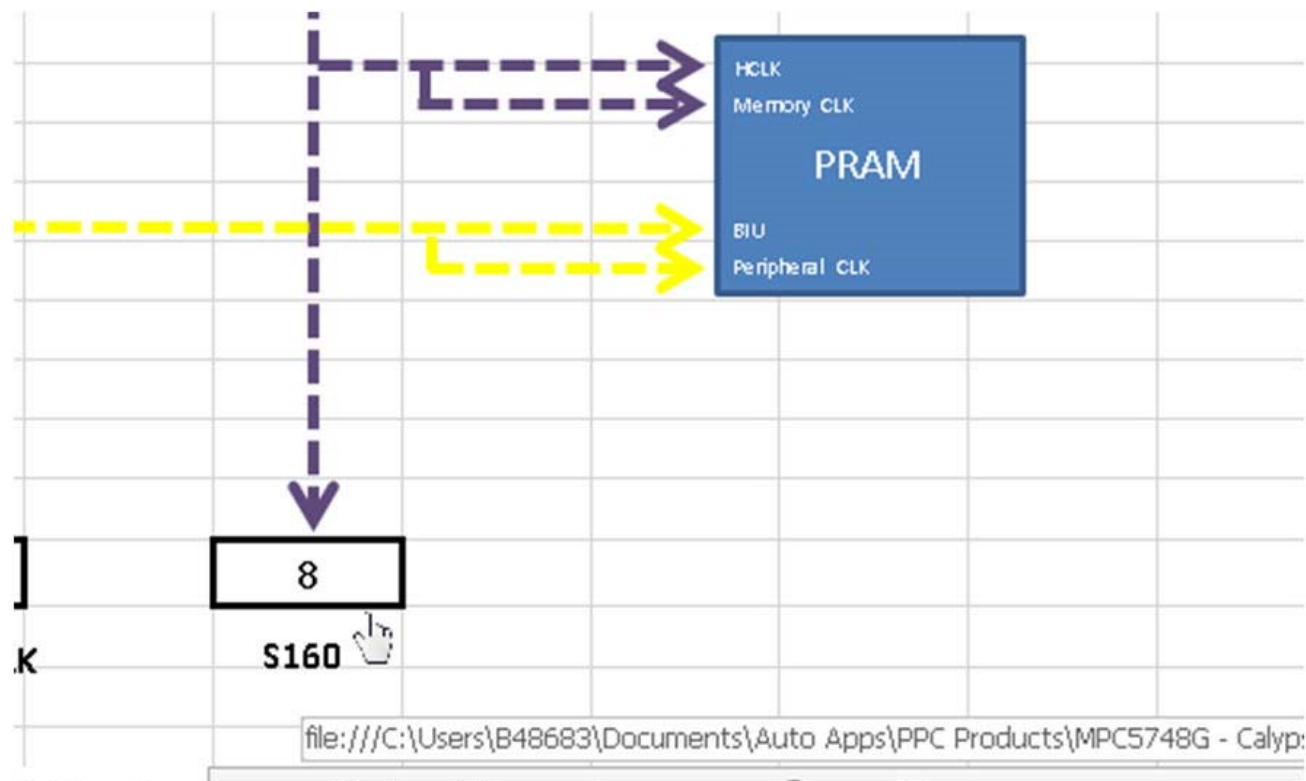 HCLK
Memory CLK
PRAM
BIU
Peripheral CLK
8
S160
file:///C:\Users\B48683\Documents\Auto Apps\PPC Products\MPC5748G - Calyp